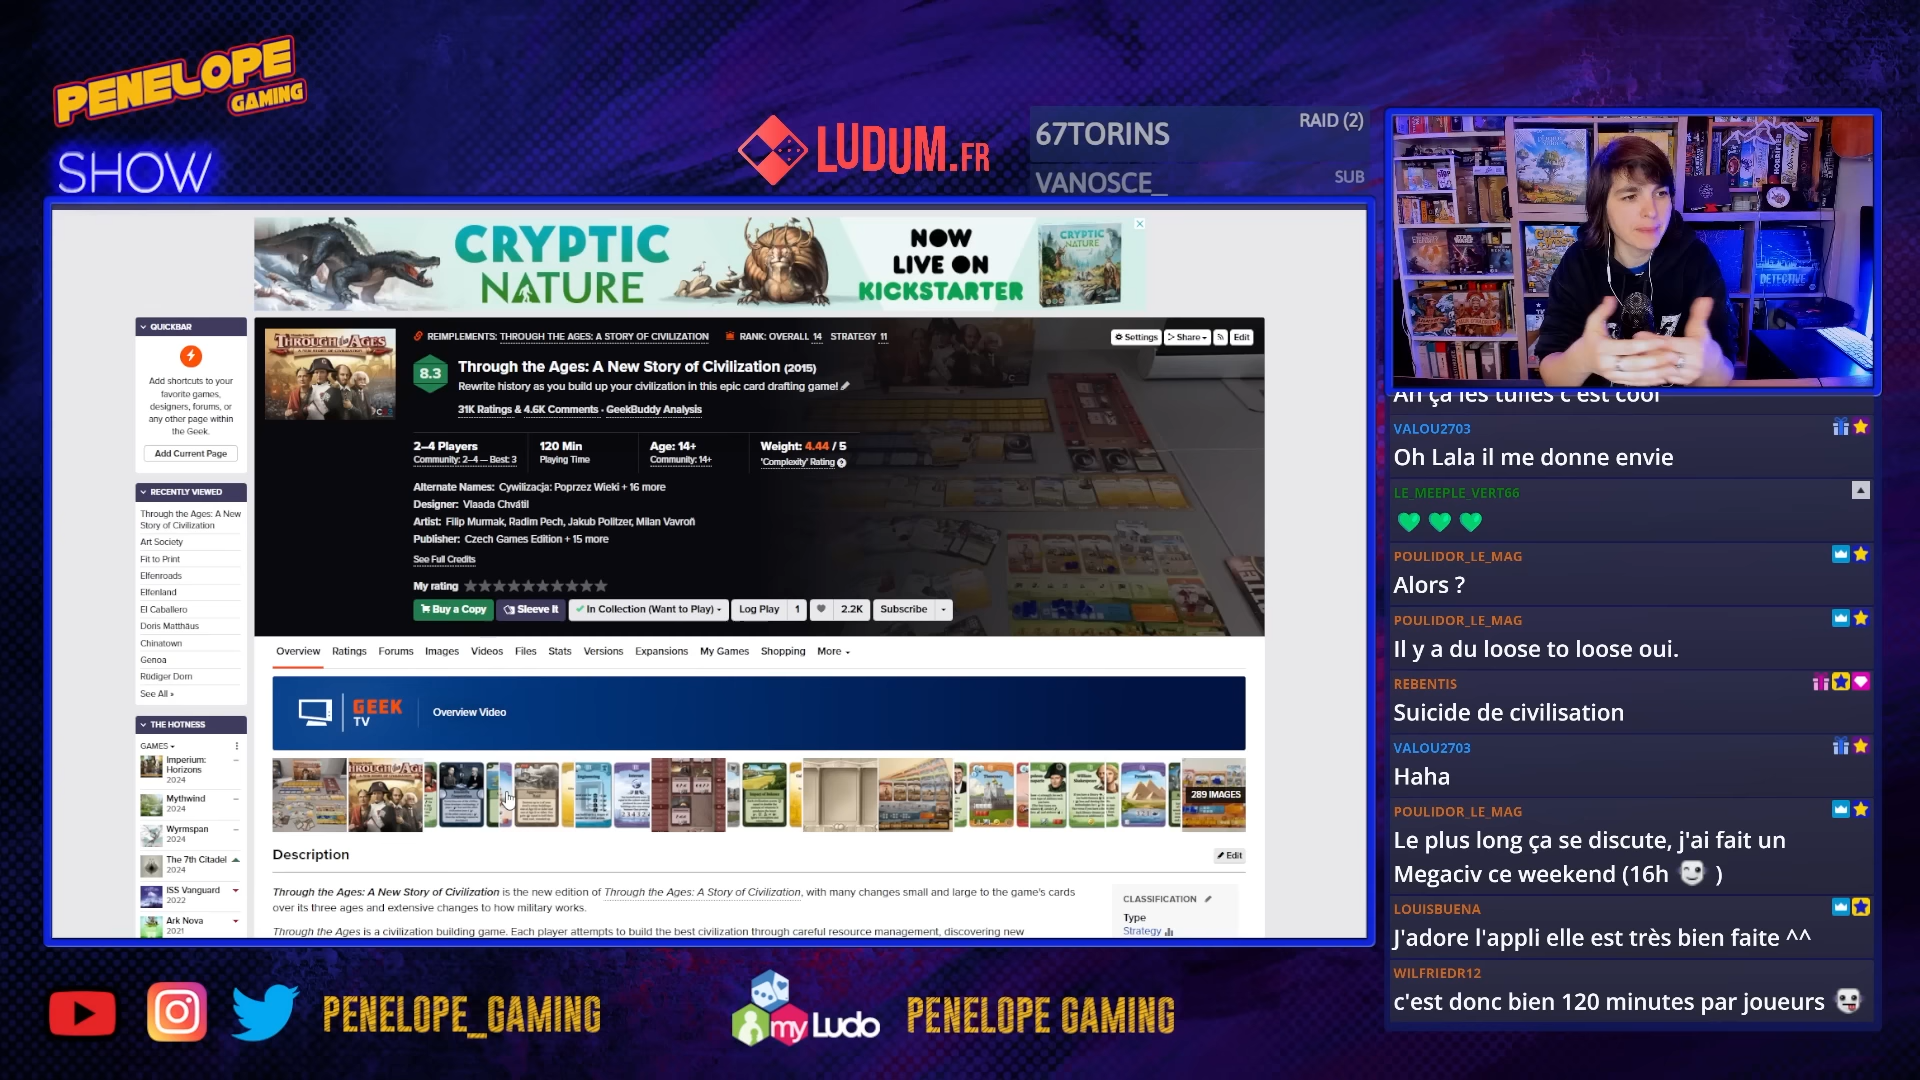 PENELOPE
GAMING
SHOW
LUDUM.FR
67TORINS
RAID (2)
VANOSCE_
SUB
CRYPTIC
NATURE
NOW
LIVE ON
KICKSTARTER
CRYPTIC
NATURE
QUICKBAR
Add shortcuts to your
favorite games,
designers, forums, or
any other page within
the Geek.
Add Current Page
RECENTLY VIEWED
Through the Ages: A New
Story of Civilization
Art Society
Fit to Print
Elfenroads
Elfenland
El Caballero
Doris Matthäus
Chinatown
Genoa
Rüdiger Dorn
See All »
THE HOTNESS
GAMES
Imperium:
Horizons
2024
Mythwind
2024
Wyrmspan
2024
The 7th Citadel
2024
ISS Vanguard
2022
Ark Nova
2021
THROUGH the AGES
REIMPLEMENTS: THROUGH THE AGES: A STORY OF CIVILIZATION
RANK: OVERALL 14 STRATEGY 11
Settings
Share
Edit
8.3
Through the Ages: A New Story of Civilization (2015)
Rewrite history as you build up your civilization in this epic card drafting game!
31K Ratings & 4.6K Comments · GeekBuddy Analysis
2–4 Players
Community: 2–4 — Best: 3
120 Min
Playing Time
Age: 14+
Community: 14+
Weight: 4.44 / 5
'Complexity' Rating
Alternate Names: Cywilizacja: Poprzez Wieki + 16 more
Designer: Vlaada Chvátil
Artist: Filip Murmak, Radim Pech, Jakub Politzer, Milan Vavroň
Publisher: Czech Games Edition + 15 more
See Full Credits
My rating
Buy a Copy
Sleeve It
In Collection (Want to Play)
Log Play
1
2.2K
Subscribe
Overview
Ratings
Forums
Images
Videos
Files
Stats
Versions
Expansions
My Games
Shopping
More
GEEK
TV
Overview Video
289 IMAGES
Description
Edit
Through the Ages: A New Story of Civilization is the new edition of Through the Ages: A Story of Civilization, with many changes small and large to the game's cards
over its three ages and extensive changes to how military works.
Through the Ages is a civilization building game. Each player attempts to build the best civilization through careful resource management, discovering new
CLASSIFICATION
Type
Strategy
DETECTIVE
VALOU2703
Oh Lala il me donne envie
LE_MEEPLE_VERT66
POULIDOR_LE_MAG
Alors ?
POULIDOR_LE_MAG
Il y a du loose to loose oui.
REBENTIS
Suicide de civilisation
VALOU2703
Haha
POULIDOR_LE_MAG
Le plus long ça se discute, j'ai fait un
Megaciv ce weekend (16h )
LOUISBUENA
J'adore l'appli elle est très bien faite ^^
WILFRIEDR12
c'est donc bien 120 minutes par joueurs
PENELOPE_GAMING
myLudo
PENELOPE GAMING